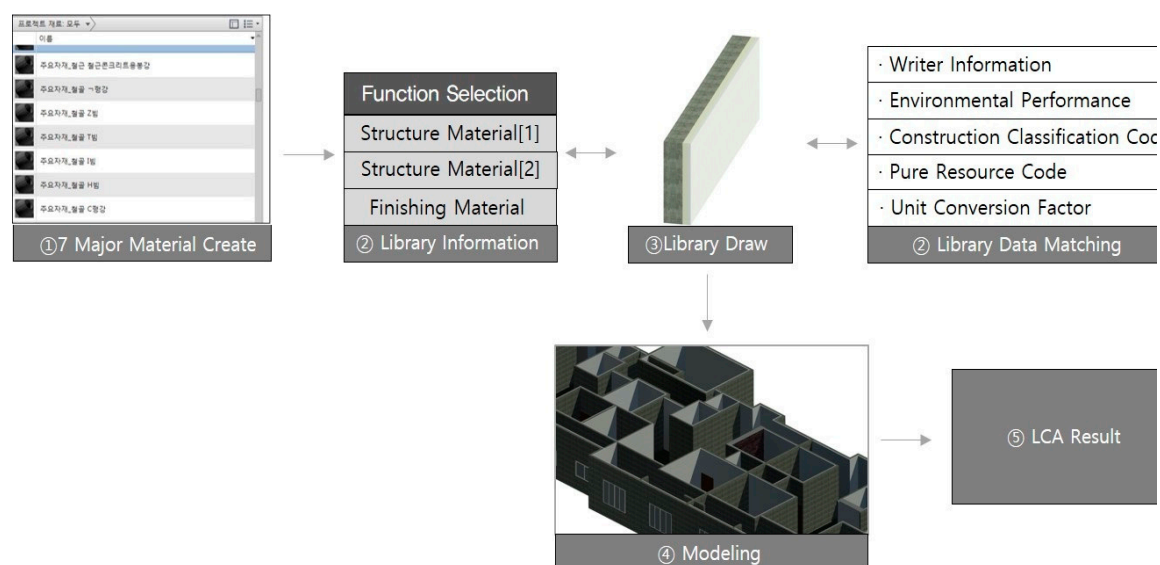 프로젝트 재료: 모두
이름
주요자재_철근 철근콘크리트용봉강
주요자재_철골 ㄱ형강
주요자재_철골 Z빔
주요자재_철골 T빔
주요자재_철골 I빔
주요자재_철골 H빔
주요자재_철골 C형강
①7 Major Material Create
Function Selection
Structure Material[1]
Structure Material[2]
Finishing Material
② Library Information
③Library Draw
· Writer Information
· Environmental Performance
· Construction Classification Cod
· Pure Resource Code
· Unit Conversion Factor
② Library Data Matching
④ Modeling
⑤ LCA Result